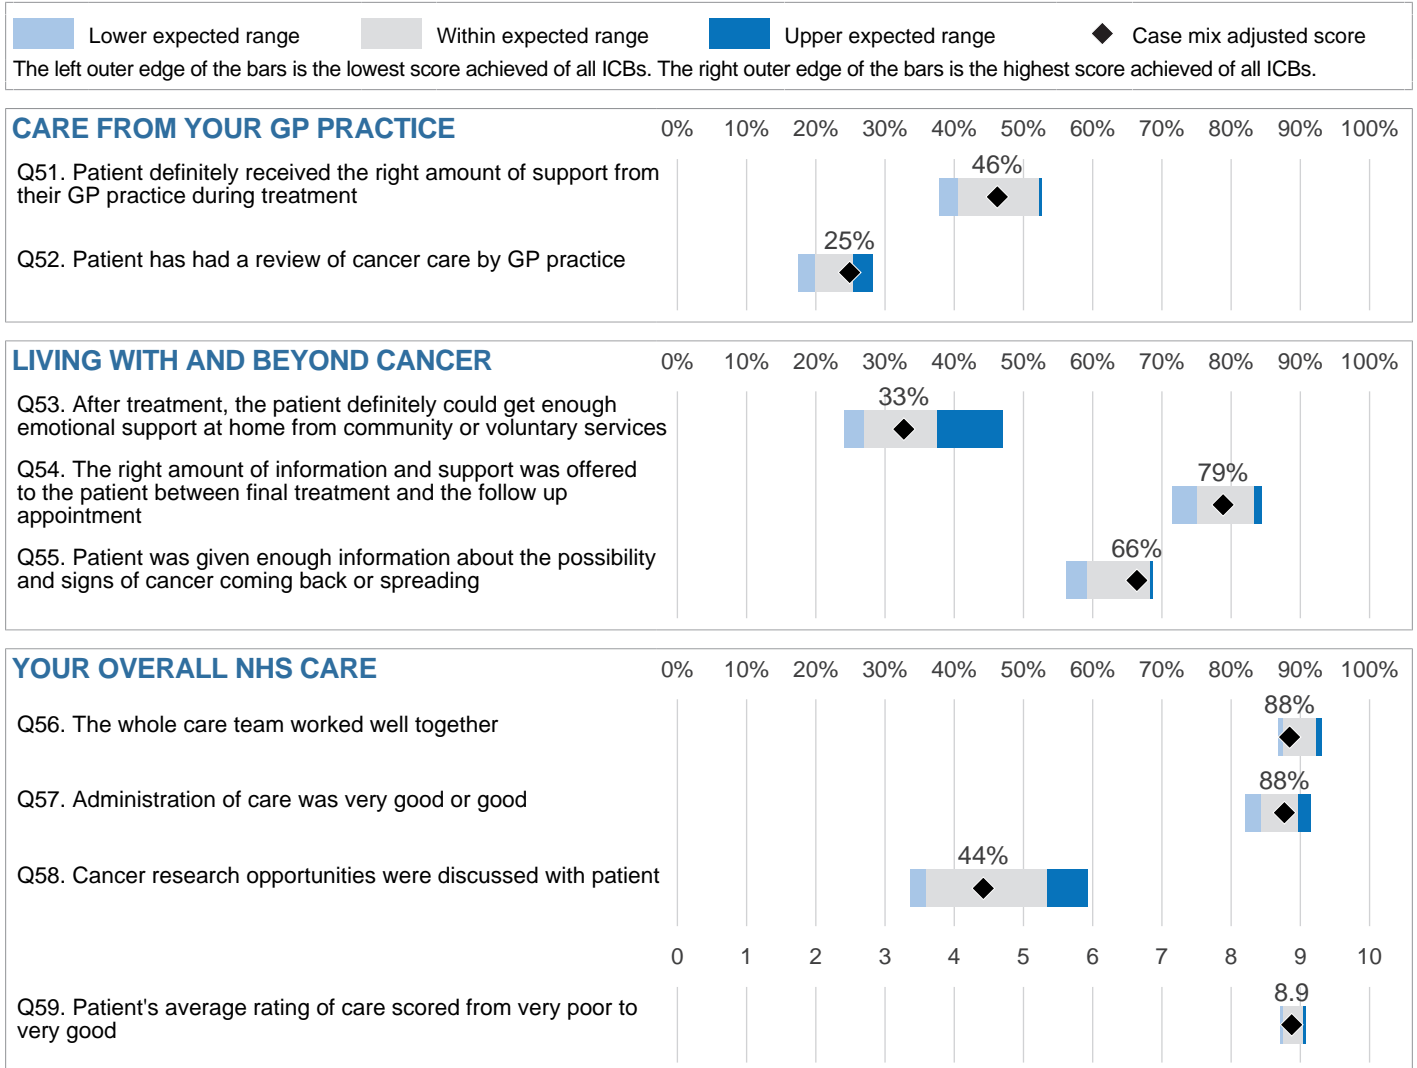 Lower expected range Within expected range Upper expected range Case mix adjusted score
The left outer edge of the bars is the lowest score achieved of all ICBs. The right outer edge of the bars is the highest score achieved of all ICBs.
CARE FROM YOUR GP PRACTICE 0% 10% 20% 30% 40% 50% 60% 70% 80% 90% 100%
46%
Q51. Patient definitely received the right amount of support from
their GP practice during treatment
25%
Q52. Patient has had a review of cancer care by GP practice
LIVING WITH AND BEYOND CANCER 0% 10% 20% 30% 40% 50% 60% 70% 80% 90% 100%
33%
Q53. After treatment, the patient definitely could get enough
emotional support at home from community or voluntary services
79%
Q54. The right amount of information and support was offered
to the patient between final treatment and the follow up
appointment
66%
Q55. Patient was given enough information about the possibility
and signs of cancer coming back or spreading
YOUR OVERALL NHS CARE 0% 10% 20% 30% 40% 50% 60% 70% 80% 90% 100%
88%
Q56. The whole care team worked well together
88%
Q57. Administration of care was very good or good
44%
Q58. Cancer research opportunities were discussed with patient
0 1 2 3 4 5 6 7 8 9 10
8.9
Q59. Patient's average rating of care scored from very poor to
very good